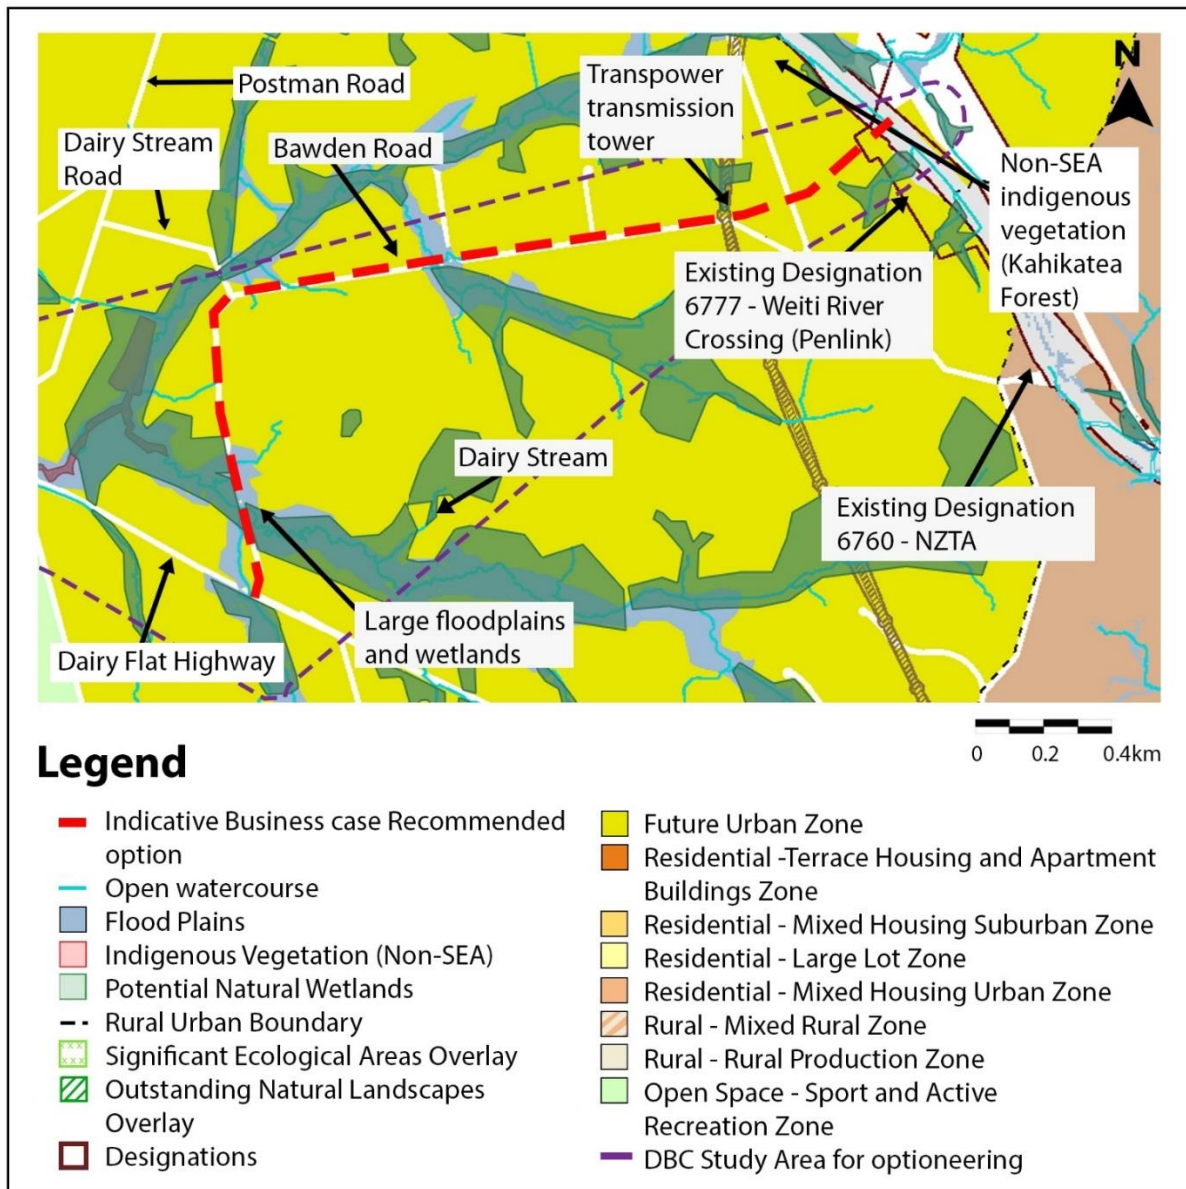 Postman Road
Dairy Stream
Road
Bawden Road
Transpower
transmission
tower
N
Non-SEA
indigenous
vegetation
(Kahikatea
Forest)
Existing Designation
6777 - Weiti River
Crossing (Penlink)
Dairy Stream
Existing Designation
6760 - NZTA
Large floodplains
and wetlands
Dairy Flat Highway
0 0.2 0.4km
Legend
Indicative Business case Recommended
option
Open watercourse
Flood Plains
Indigenous Vegetation (Non-SEA)
Potential Natural Wetlands
Rural Urban Boundary
Significant Ecological Areas Overlay
Outstanding Natural Landscapes
Overlay
Designations
Future Urban Zone
Residential -Terrace Housing and Apartment
Buildings Zone
Residential - Mixed Housing Suburban Zone
Residential - Large Lot Zone
Residential - Mixed Housing Urban Zone
Rural - Mixed Rural Zone
Rural - Rural Production Zone
Open Space - Sport and Active
Recreation Zone
DBC Study Area for optioneering